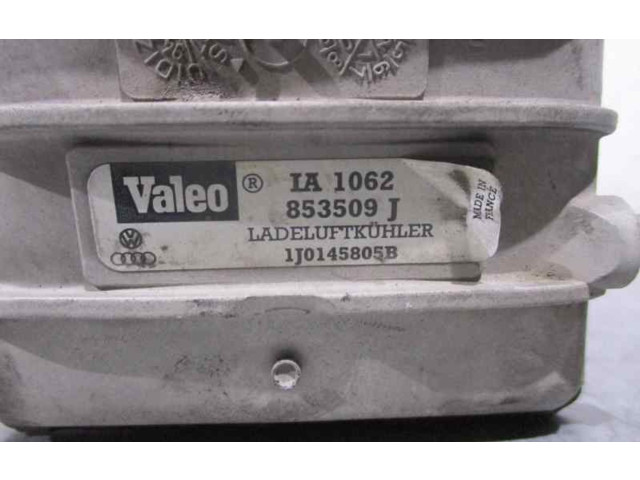 Valeo ® IA 1062
853509 J
LADELUFTKÜHLER
1J0145805B
MADE IN
FRANCE